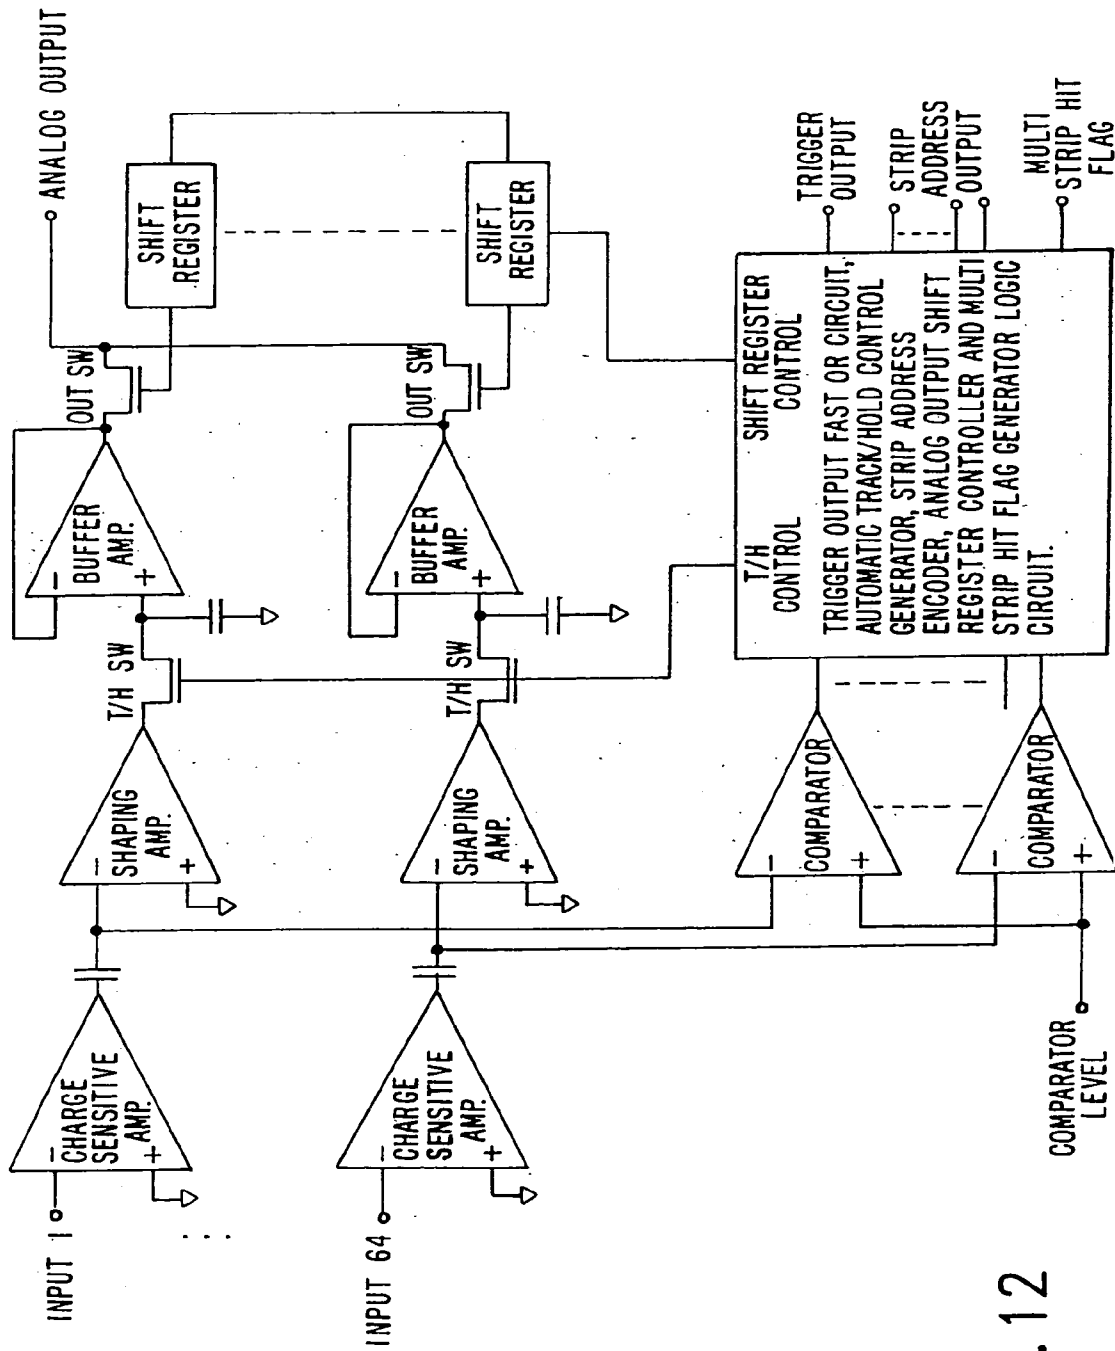 INPUT 1
CHARGE
SENSITIVE
AMP.
-
+
SHAPING
AMP.
-
+
T/H SW
BUFFER
AMP.
-
+
OUT SW
ANALOG OUTPUT
SHIFT
REGISTER
...
INPUT 64
CHARGE
SENSITIVE
AMP.
-
+
SHAPING
AMP.
-
+
T/H SW
BUFFER
AMP.
-
+
OUT SW
SHIFT
REGISTER
COMPARATOR
-
+
COMPARATOR
-
+
COMPARATOR
LEVEL
T/H
CONTROL
SHIFT REGISTER
CONTROL
TRIGGER OUTPUT FAST OR CIRCUIT,
AUTOMATIC TRACK/HOLD CONTROL
GENERATOR, STRIP ADDRESS
ENCODER, ANALOG OUTPUT SHIFT
REGISTER CONTROLLER AND MULTI
STRIP HIT FLAG GENERATOR LOGIC
CIRCUIT.
TRIGGER
OUTPUT
STRIP
ADDRESS
OUTPUT
MULTI
STRIP HIT
FLAG
. 12